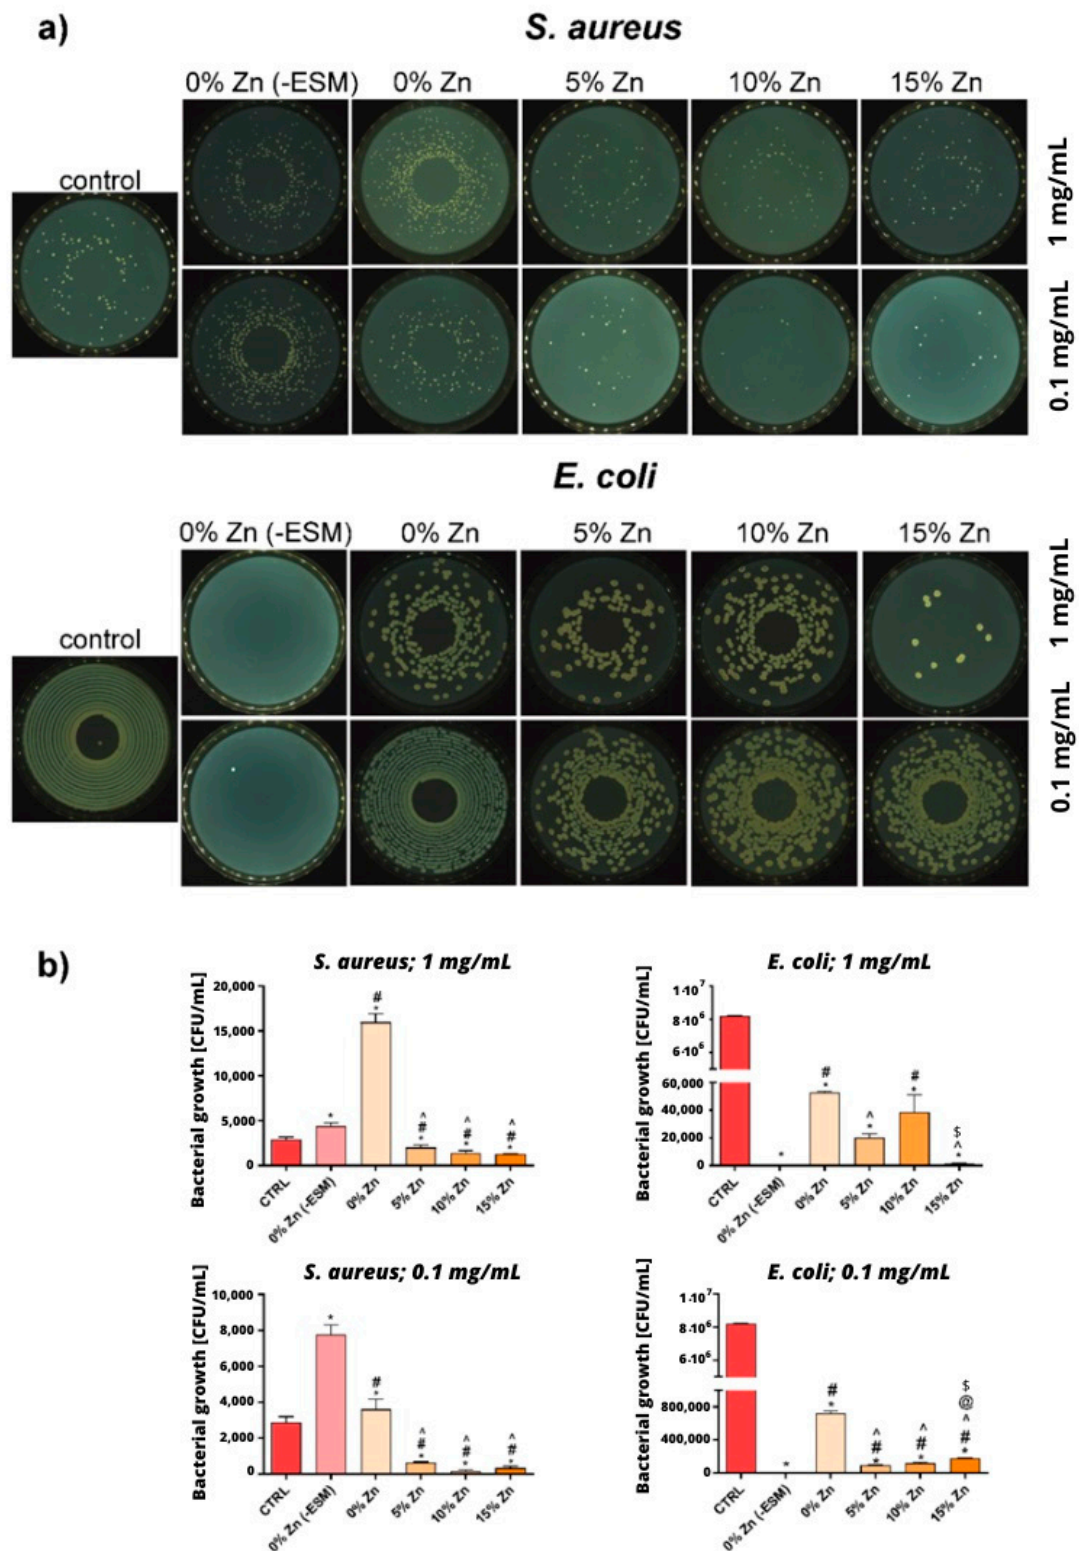 a)
S. aureus
0% Zn (-ESM) 0% Zn 5% Zn 10% Zn 15% Zn
control
1 mg/mL
0.1 mg/mL
E. coli
0% Zn (-ESM) 0% Zn 5% Zn 10% Zn 15% Zn
control
1 mg/mL
0.1 mg/mL
b)
S. aureus; 1 mg/mL
Bacterial growth [CFU/mL]
20,000
15,000
10,000
5,000
0
*
# *
^ # *
^ # *
^ # *
CTRL 0% Zn (-ESM) 0% Zn 5% Zn 10% Zn 15% Zn
E. coli; 1 mg/mL
Bacterial growth [CFU/mL]
1·10⁷
8·10⁶
6·10⁶
60,000
40,000
20,000
0
*
# *
^ *
# *
$ ^ *
CTRL 0% Zn (-ESM) 0% Zn 5% Zn 10% Zn 15% Zn
S. aureus; 0.1 mg/mL
Bacterial growth [CFU/mL]
10,000
8,000
6,000
4,000
2,000
0
*
# *
^ # *
^ # *
^ # *
CTRL 0% Zn (-ESM) 0% Zn 5% Zn 10% Zn 15% Zn
E. coli; 0.1 mg/mL
Bacterial growth [CFU/mL]
1·10⁷
8·10⁶
6·10⁶
800,000
400,000
0
*
# *
^ # *
^ # *
$ @ ^ # *
CTRL 0% Zn (-ESM) 0% Zn 5% Zn 10% Zn 15% Zn